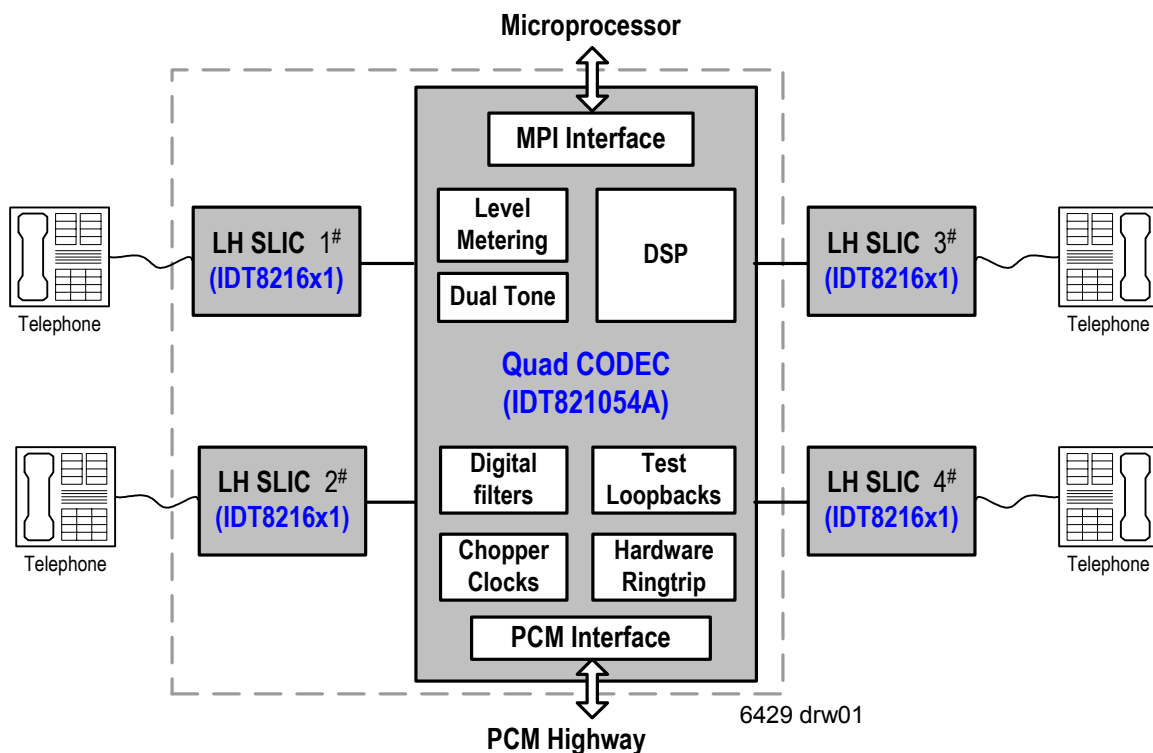 Microprocessor
MPI Interface
Level
Metering
DSP
Dual Tone
LH SLIC 1#
(IDT8216x1)
LH SLIC 3#
(IDT8216x1)
Telephone
Telephone
Quad CODEC
(IDT821054A)
LH SLIC 2#
(IDT8216x1)
LH SLIC 4#
(IDT8216x1)
Telephone
Telephone
Digital
filters
Test
Loopbacks
Chopper
Clocks
Hardware
Ringtrip
PCM Interface
6429 drw01
PCM Highway